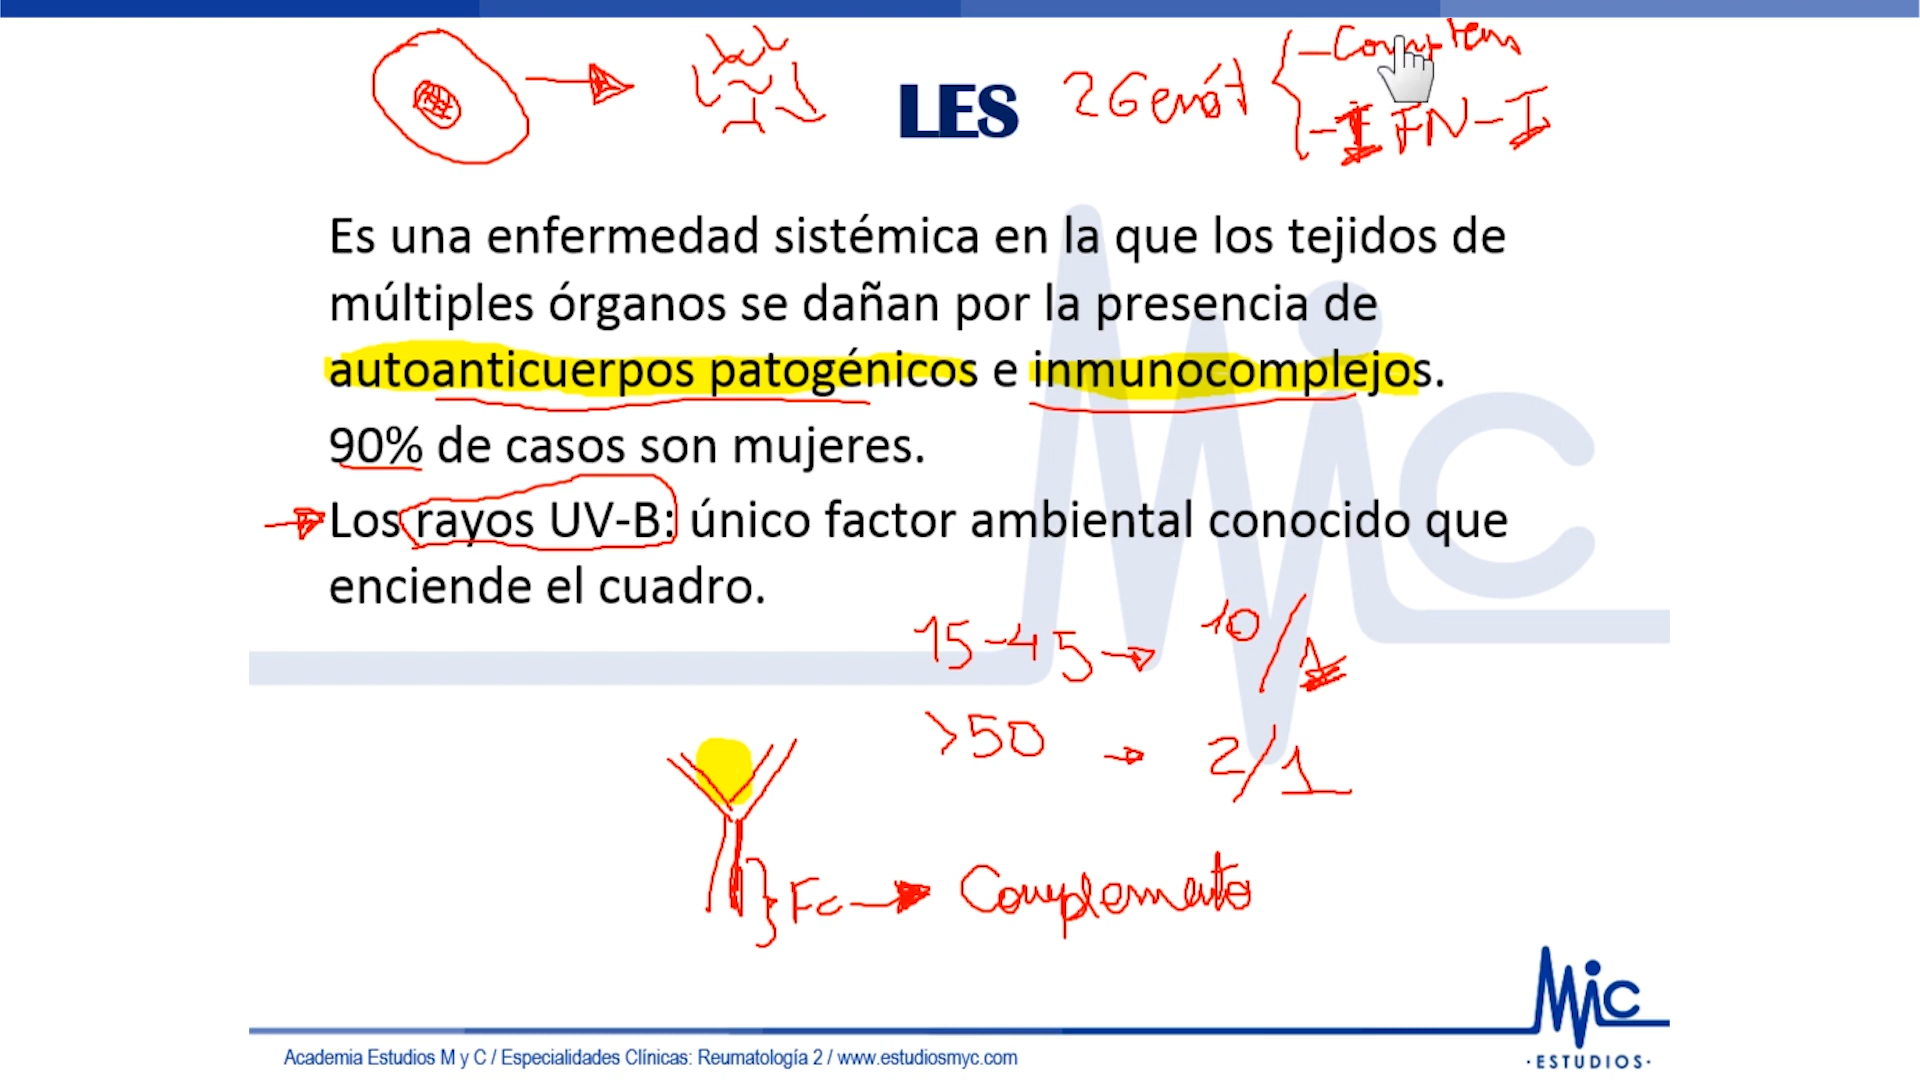 LES
2 Genót { - Complem
- IFN - I
Es una enfermedad sistémica en la que los tejidos de
múltiples órganos se dañan por la presencia de
autoanticuerpos patogénicos e inmunocomplejos.
90% de casos son mujeres.
Los rayos UV-B: único factor ambiental conocido que
enciende el cuadro.
15-45 → 10/1
>50 → 2/1
} Fc → Complemento
MiC
·ESTUDIOS·
Academia Estudios M y C / Especialidades Clínicas: Reumatología 2 / www.estudiosmyc.com